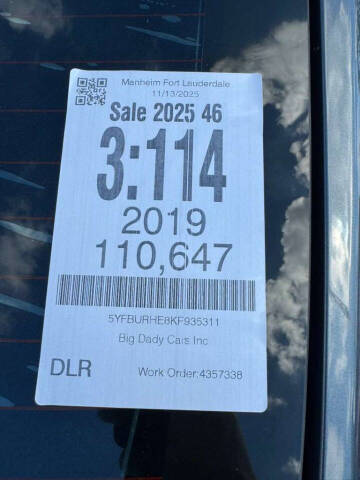 Manheim Fort Lauderdale
11/13/2025
Sale 2025 46
3:114
2019
110,647
5YFBURHE8KF935311
Big Dady Cars Inc
DLR Work Order:4357338